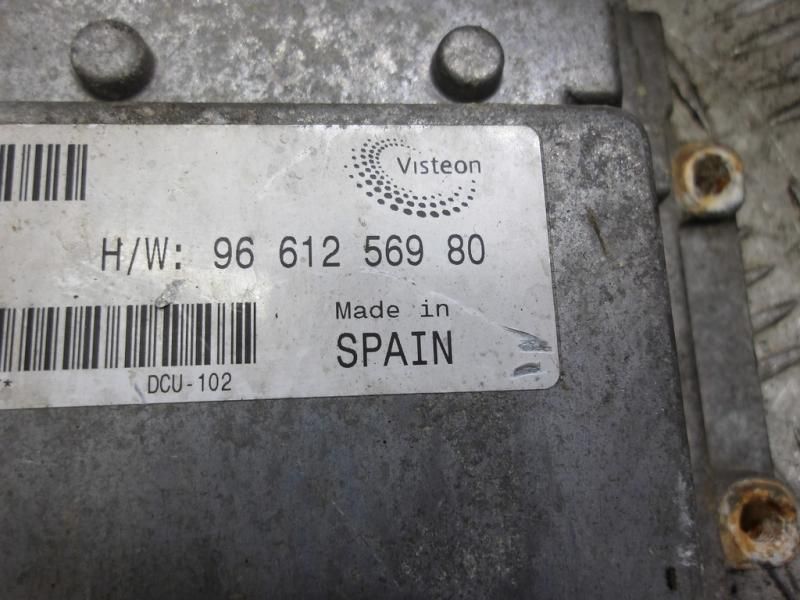 Visteon
H/W: 96 612 569 80
Made in
SPAIN
* DCU-102